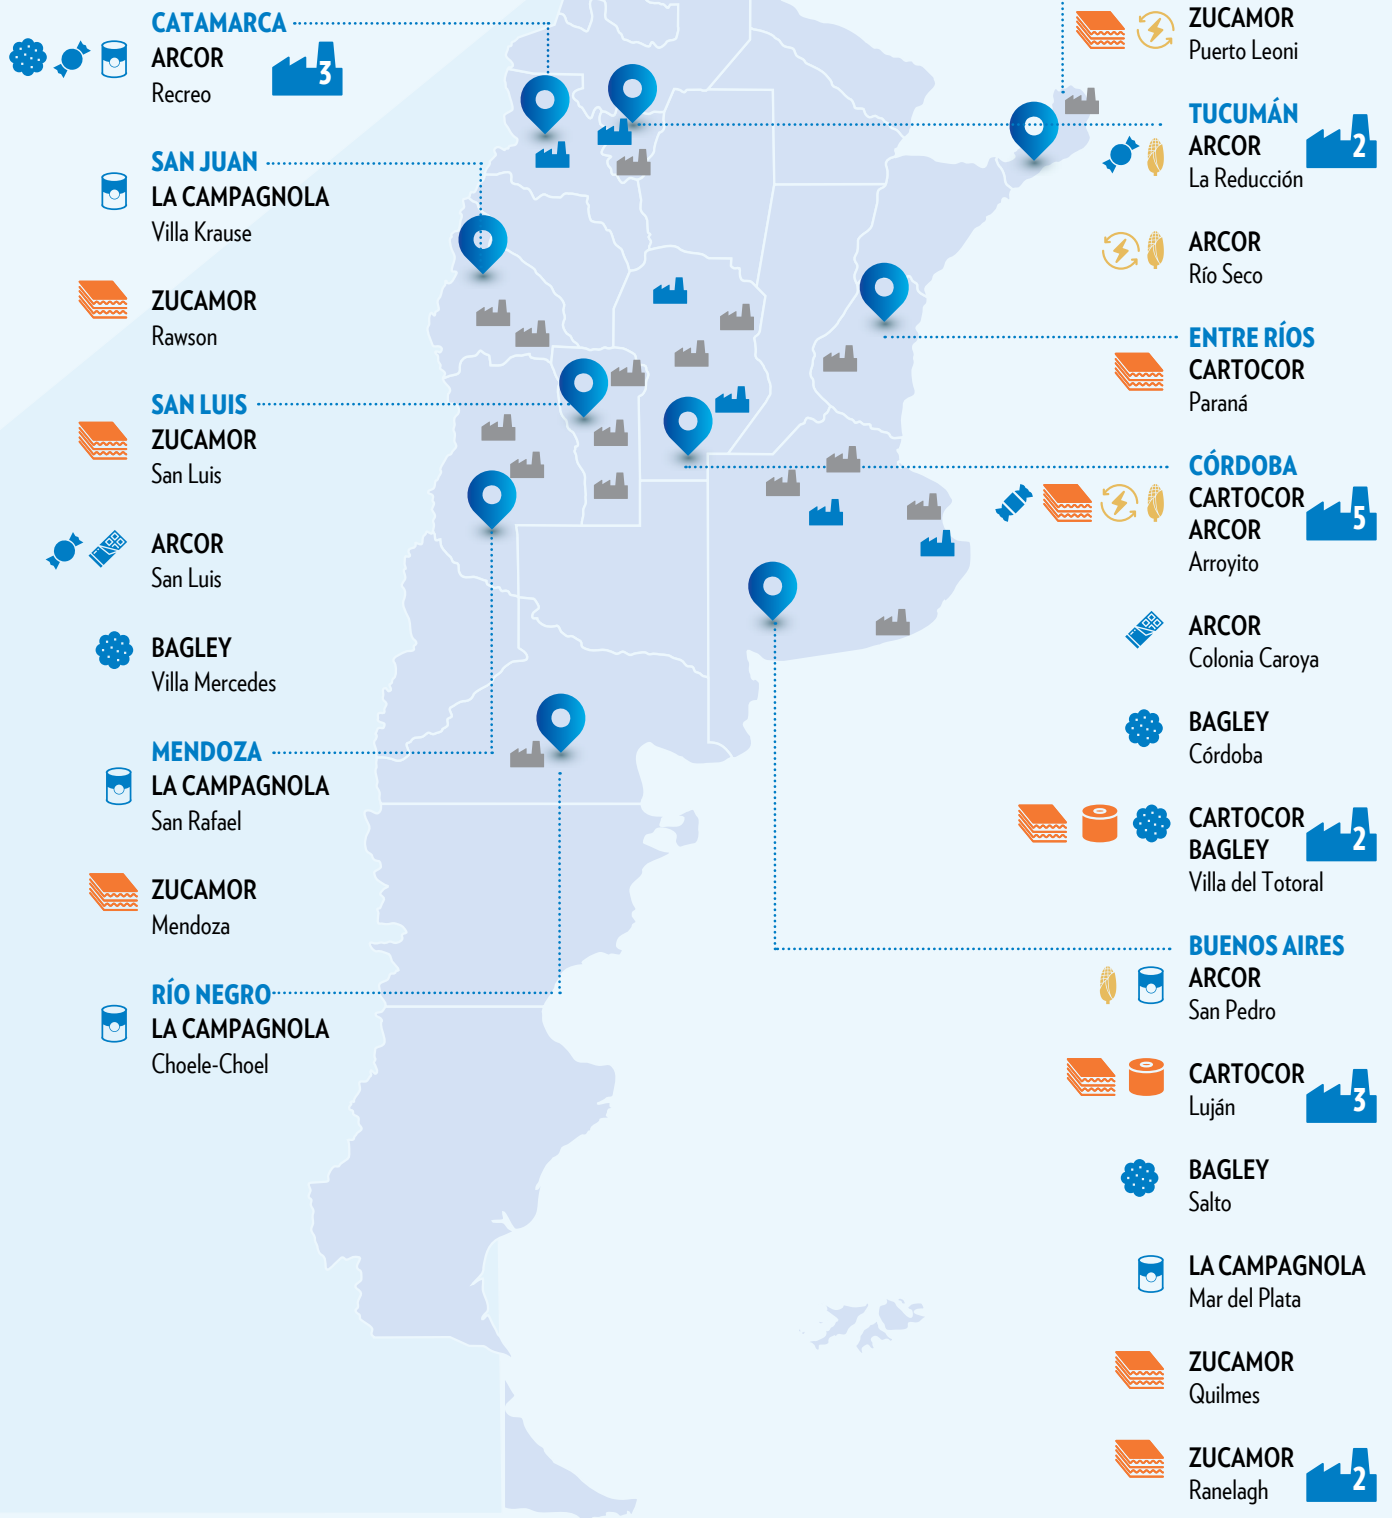 CATAMARCA
ARCOR
Recreo
3
SAN JUAN
LA CAMPAGNOLA
Villa Krause
ZUCAMOR
Rawson
SAN LUIS
ZUCAMOR
San Luis
ARCOR
San Luis
BAGLEY
Villa Mercedes
MENDOZA
LA CAMPAGNOLA
San Rafael
ZUCAMOR
Mendoza
RÍO NEGRO
LA CAMPAGNOLA
Choele-Choel
ZUCAMOR
Puerto Leoni
TUCUMÁN
ARCOR
La Reducción
2
ARCOR
Río Seco
ENTRE RÍOS
CARTOCOR
Paraná
CÓRDOBA
CARTOCOR
ARCOR
Arroyito
5
ARCOR
Colonia Caroya
BAGLEY
Córdoba
CARTOCOR
BAGLEY
Villa del Totoral
2
BUENOS AIRES
ARCOR
San Pedro
CARTOCOR
Luján
3
BAGLEY
Salto
LA CAMPAGNOLA
Mar del Plata
ZUCAMOR
Quilmes
ZUCAMOR
Ranelagh
2